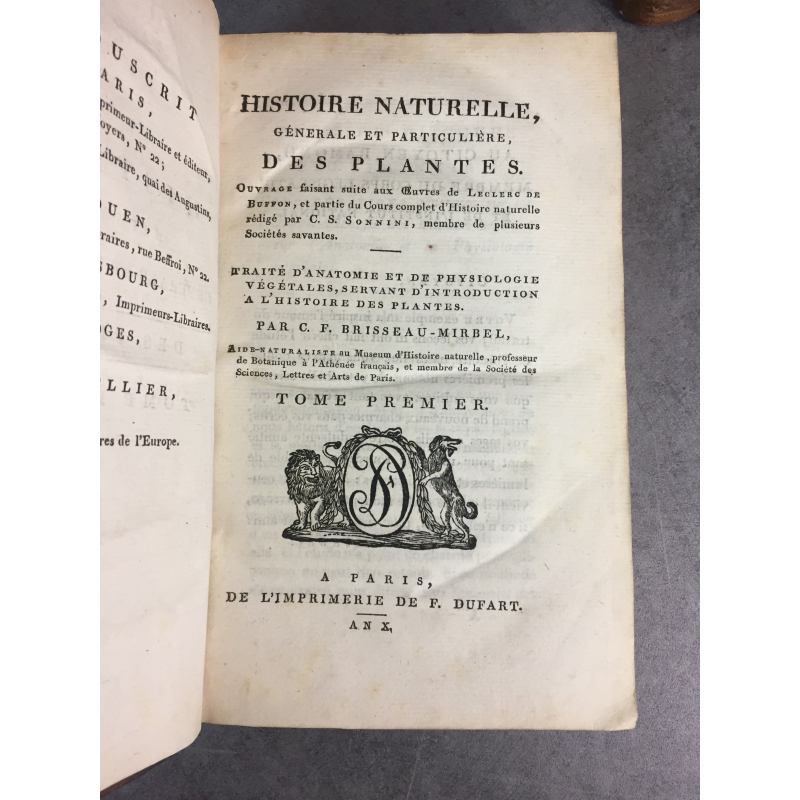 USCRIT
ARIS,
primeur-Libraire et éditeur,
oyers, N° 22;
Libraire, quai des Augustins,
OUEN,
raires, rue Beffroi, N° 22.
SBOURG,
, Imprimeurs-Libraires.
OGES,
LLIER,
res de l'Europe.
HISTOIRE NATURELLE,
GÉNERALE ET PARTICULIÈRE,
DES PLANTES.
OUVRAGE faisant suite aux Œuvres de LECLERC DE
BUFFON, et partie du Cours complet d'Histoire naturelle
rédigé par C. S. SONNINI, membre de plusieurs
Sociétés savantes.
TRAITÉ D'ANATOMIE ET DE PHYSIOLOGIE
VÉGÉTALES, SERVANT D'INTRODUCTION
A L'HISTOIRE DES PLANTES.
PAR C. F. BRISSEAU-MIRBEL,
AIDE-NATURALISTE au Museum d'Histoire naturelle, professeur
de Botanique à l'Athénée français, et membre de la Société des
Sciences, Lettres et Arts de Paris.
TOME PREMIER.
A PARIS,
DE L'IMPRIMERIE DE F. DUFART.
AN X.